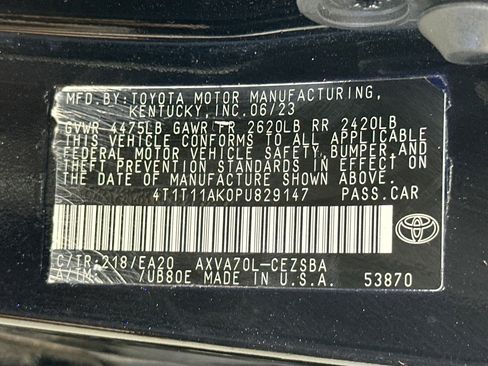 MFD.BY:TOYOTA MOTOR MANUFACTURING,
KENTUCKY, INC.06/23
GVWR 4475LB GAWR FR 2620LB RR 2420LB
THIS VEHICLE CONFORMS TO ALL APPLICABLE
FEDERAL MOTOR VEHICLE SAFETY, BUMPER, AND
THEFT PREVENTION STANDARDS IN EFFECT ON
THE DATE OF MANUFACTURE SHOWN ABOVE.
4T1T11AK0PU829147 PASS.CAR
C/TR:218/EA20 AXVA70L-CEZSBA
A/TM: /UB80E MADE IN U.S.A. 53870
TOYOTA